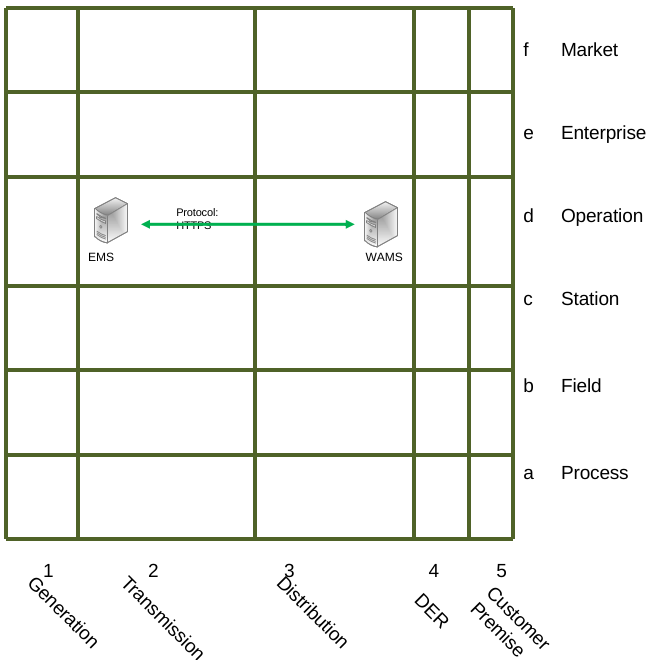 f Market
e Enterprise
d Operation
Protocol:
HTTPS
EMS
WAMS
c Station
b Field
a Process
1 2 3 4 5
Generation
Transmission
Distribution
DER
Customer
Premise